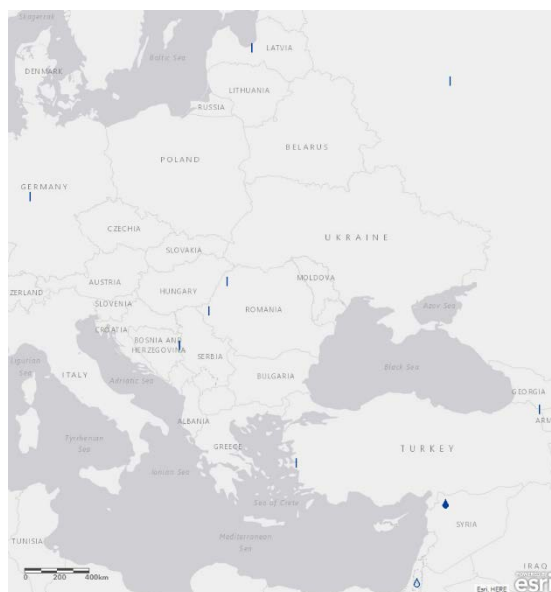 Skagerrak
LATVIA
Baltic Sea
DENMARK
LITHUANIA
RUSSIA
BELARUS
POLAND
GERMANY
UKRAINE
CZECHIA
SLOVAKIA
MOLDOVA
AUSTRIA
HUNGARY
ZERLAND
SLOVENIA
ROMANIA
Azov Sea
CROATIA
BOSNIA AND
HERZEGOVINA
SERBIA
Ligurian
Sea
Black Sea
ITALY
Adriatic Sea
BULGARIA
GEORGIA
ARM
ALBANIA
Tyrrhenian
Sea
GREECE
TURKEY
Ionian Sea
Sea of Crete
SYRIA
Mediterranean
Sea
TUNISIA
IRAQ
0 200 400km
Esri, HERE
esri